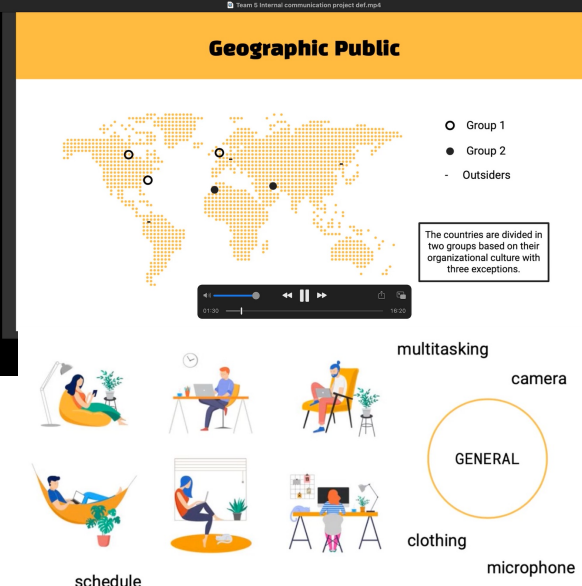 Team 5 Internal communication project def.mp4
Geographic Public
Group 1
Group 2
- Outsiders
The countries are divided in
two groups based on their
organizational culture with
three exceptions.
01:30
16:20
multitasking
camera
GENERAL
clothing
microphone
schedule